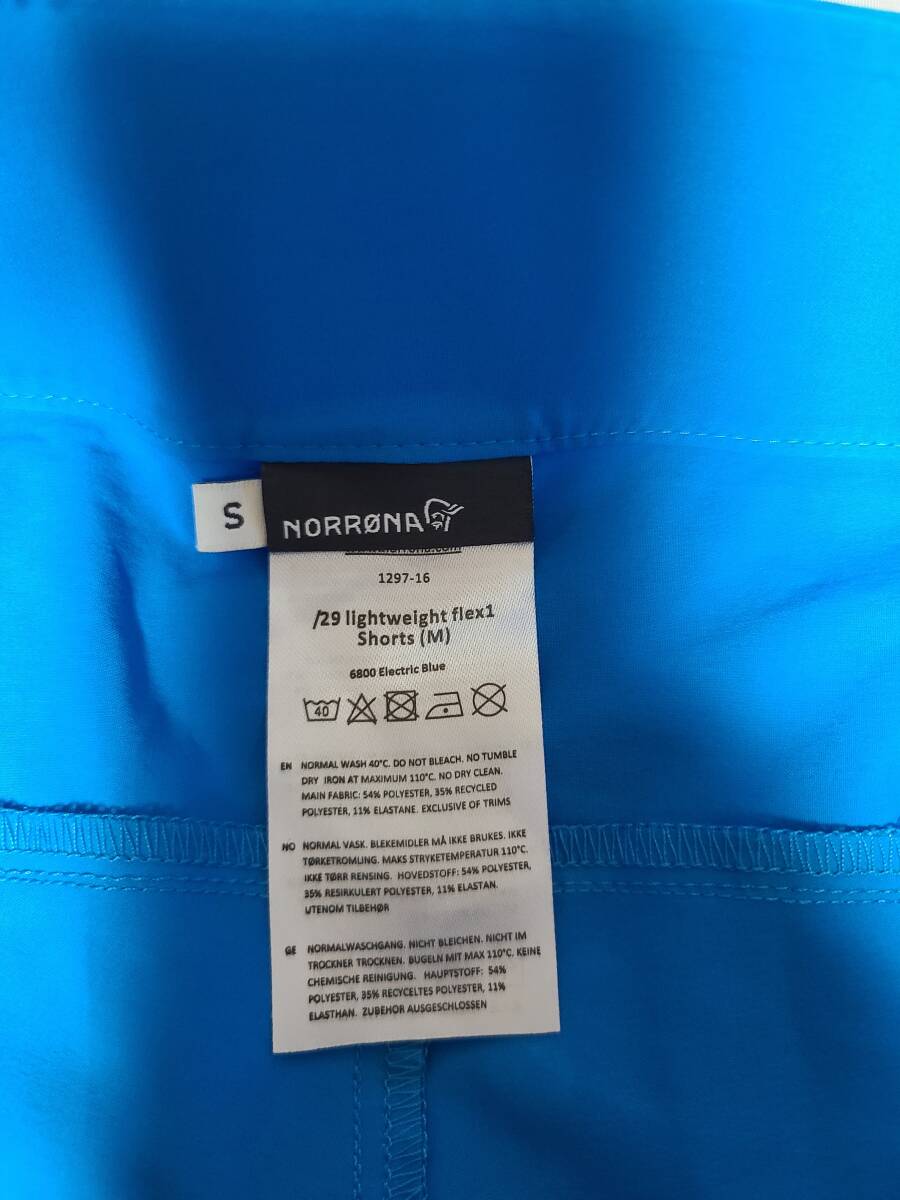 S
NORRØNA
1297-16
/29 lightweight flex1
Shorts (M)
6800 Electric Blue
40
EN NORMAL WASH 40°C. DO NOT BLEACH. NO TUMBLE
DRY IRON AT MAXIMUM 110°C. NO DRY CLEAN.
MAIN FABRIC: 54% POLYESTER, 35% RECYCLED
POLYESTER, 11% ELASTANE. EXCLUSIVE OF TRIMS
NO NORMAL VASK. BLEKEMIDLER MÅ IKKE BRUKES. IKKE
TØRKETROMLING. MAKS STRYKETEMPERATUR 110°C.
IKKE TØRR RENSING. HOVEDSTOFF: 54% POLYESTER,
35% RESIRKULERT POLYESTER, 11% ELASTAN.
UTENOM TILBEHØR
GE NORMALWASCHGANG. NICHT BLEICHEN. NICHT IM
TROCKNER TROCKNEN. BUGELN MIT MAX 110°C, KEINE
CHEMISCHE REINIGUNG. HAUPTSTOFF: 54%
POLYESTER, 35% RECYCELTES POLYESTER, 11%
ELASTHAN. ZUBEHOR AUSGESCHLOSSEN